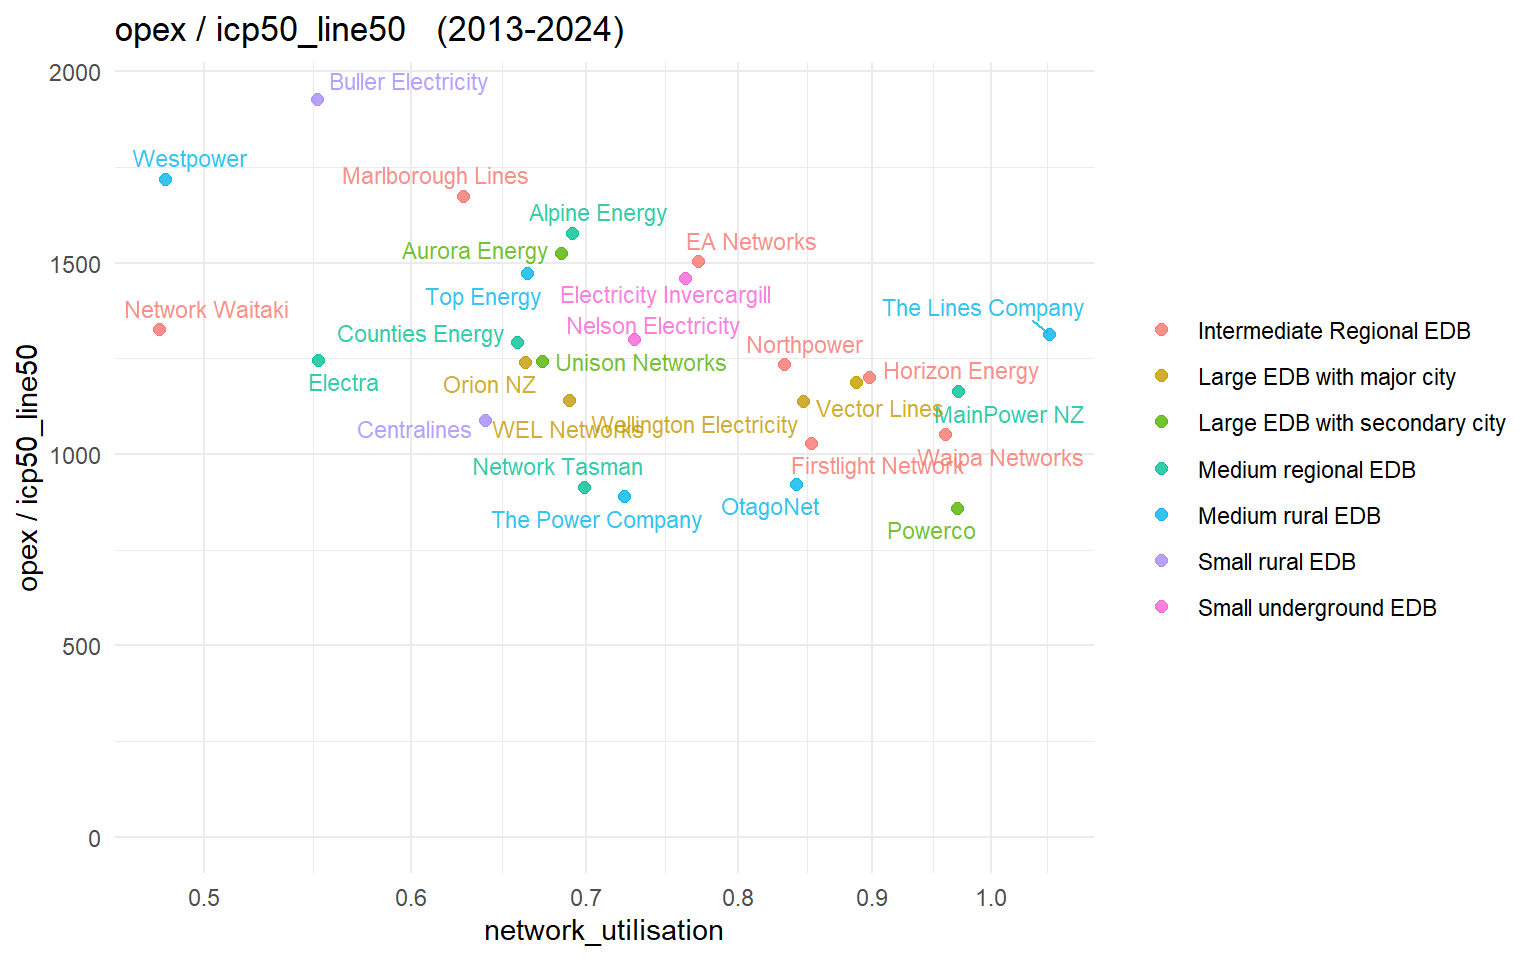 opex / icp50_line50 (2013-2024)
2000
1500
1000
500
0
opex / icp50_line50
Buller Electricity
Westpower
Marlborough Lines
Alpine Energy
EA Networks
Aurora Energy
Top Energy
Electricity Invercargill
Network Waitaki
The Lines Company
Nelson Electricity
Counties Energy
Northpower
Unison Networks
Horizon Energy
Electra
Orion NZ
Vector Lines
MainPower NZ
Wellington Electricity
Centralines
WEL Networks
Waipa Networks
Firstlight Network
Network Tasman
OtagoNet
The Power Company
Powerco
0.5
0.6
0.7
0.8
0.9
1.0
network_utilisation
Intermediate Regional EDB
Large EDB with major city
Large EDB with secondary city
Medium regional EDB
Medium rural EDB
Small rural EDB
Small underground EDB